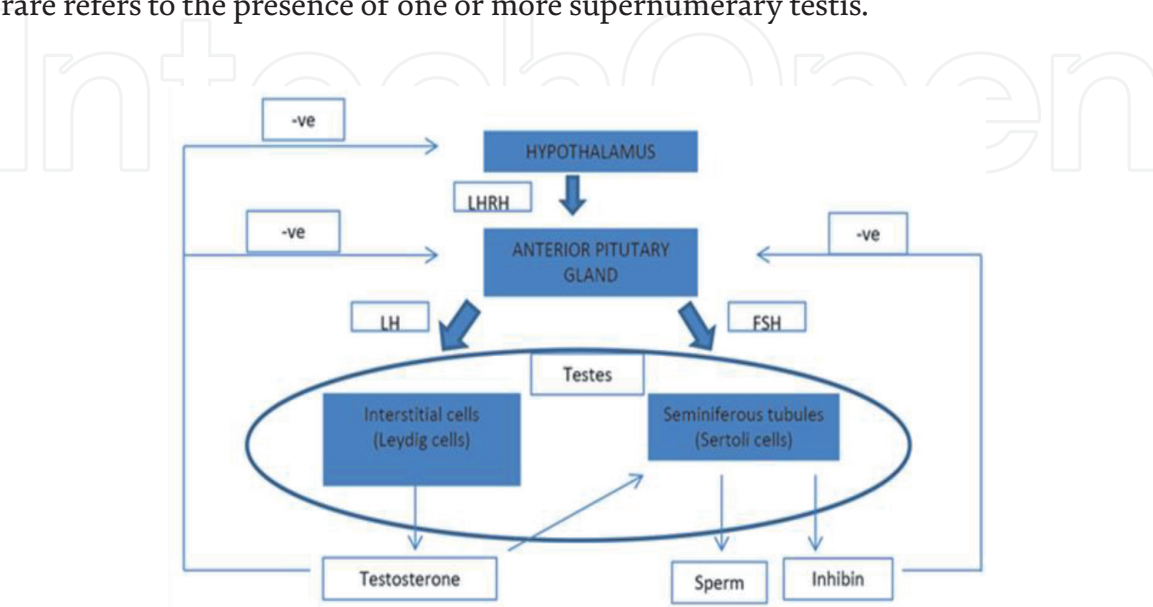 rare refers to the presence of one or more supernumerary testis.
IntechOpen
-ve
HYPOTHALAMUS
LHRH
-ve
ANTERIOR PITUTARY
GLAND
-ve
LH
FSH
Testes
Interstitial cells
(Leydig cells)
Seminiferous tubules
(Sertoli cells)
Testosterone
Sperm
Inhibin